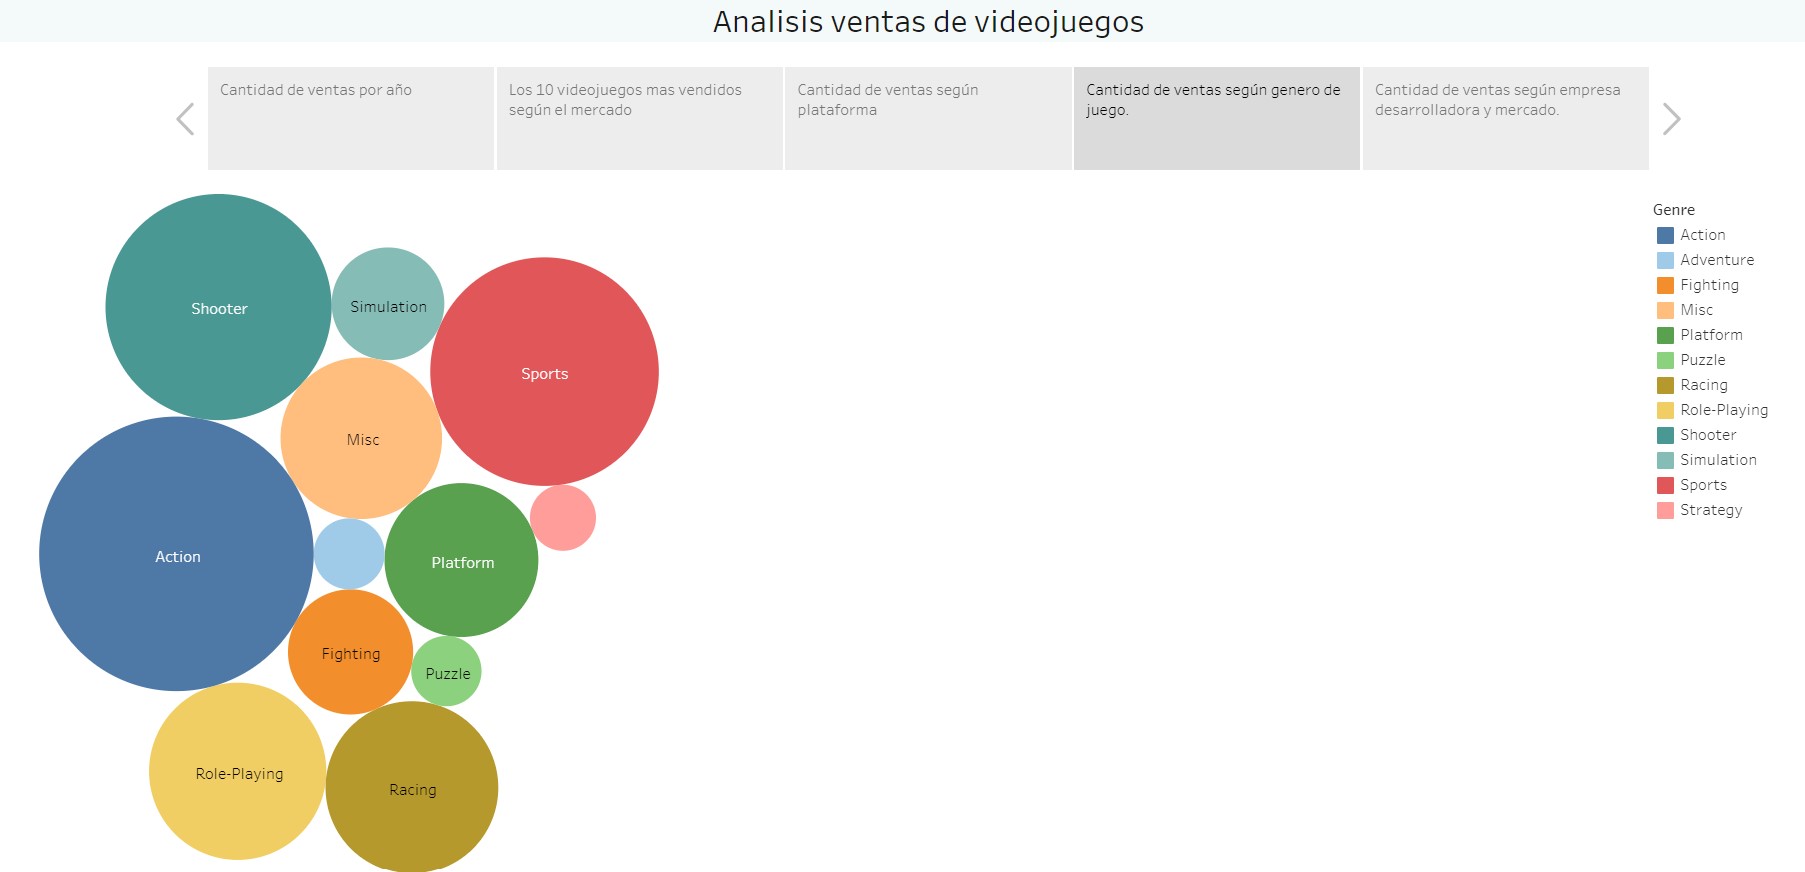 Analisis ventas de videojuegos
Cantidad de ventas por año
Los 10 videojuegos mas vendidos
según el mercado
Cantidad de ventas según
plataforma
Cantidad de ventas según genero de
juego.
Cantidad de ventas según empresa
desarrolladora y mercado.
Shooter
Simulation
Sports
Misc
Action
Platform
Fighting
Puzzle
Role-Playing
Racing
Genre
Action
Adventure
Fighting
Misc
Platform
Puzzle
Racing
Role-Playing
Shooter
Simulation
Sports
Strategy